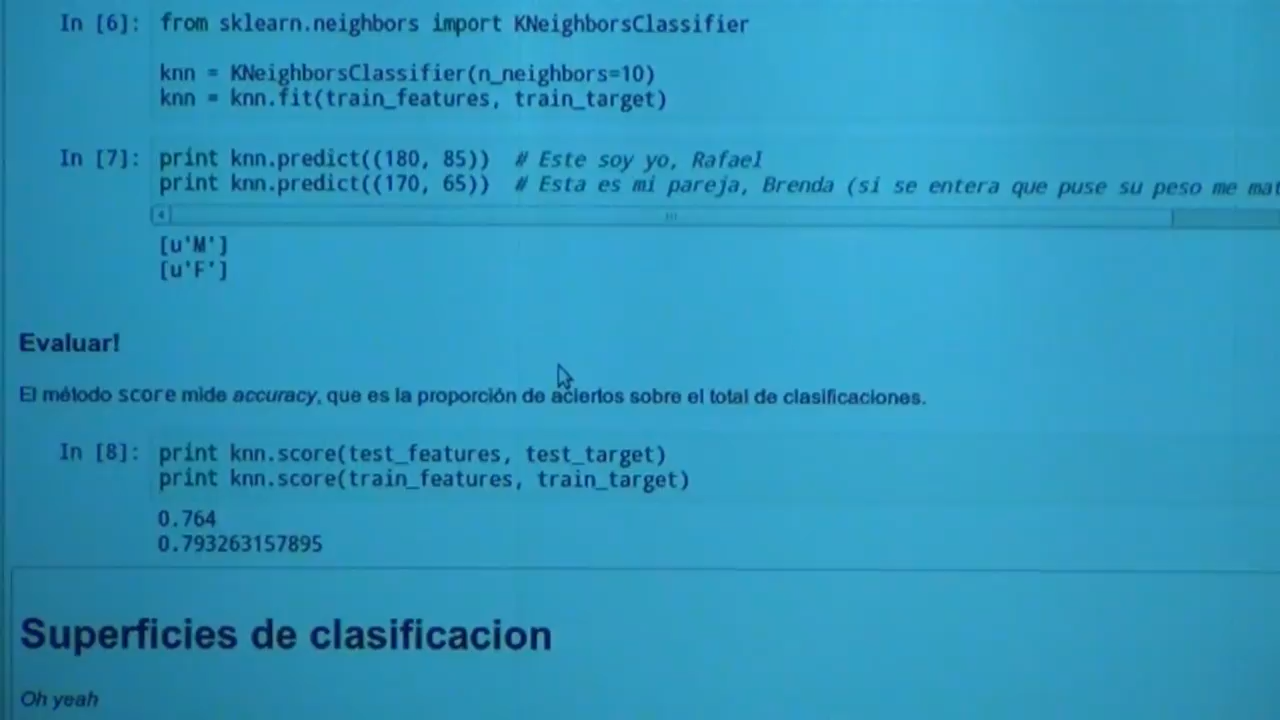 In [6]: from sklearn.neighbors import KNeighborsClassifier
knn = KNeighborsClassifier(n_neighbors=10)
knn = knn.fit(train_features, train_target)
In [7]: print knn.predict((180, 85)) # Este soy yo, Rafael
print knn.predict((170, 65)) # Esta es mi pareja, Brenda (si se entera que puse su peso me mat
[u'M']
[u'F']
Evaluar!
El método score mide accuracy, que es la proporción de aciertos sobre el total de clasificaciones.
In [8]: print knn.score(test_features, test_target)
print knn.score(train_features, train_target)
0.764
0.793263157895
Superficies de clasificacion
Oh yeah